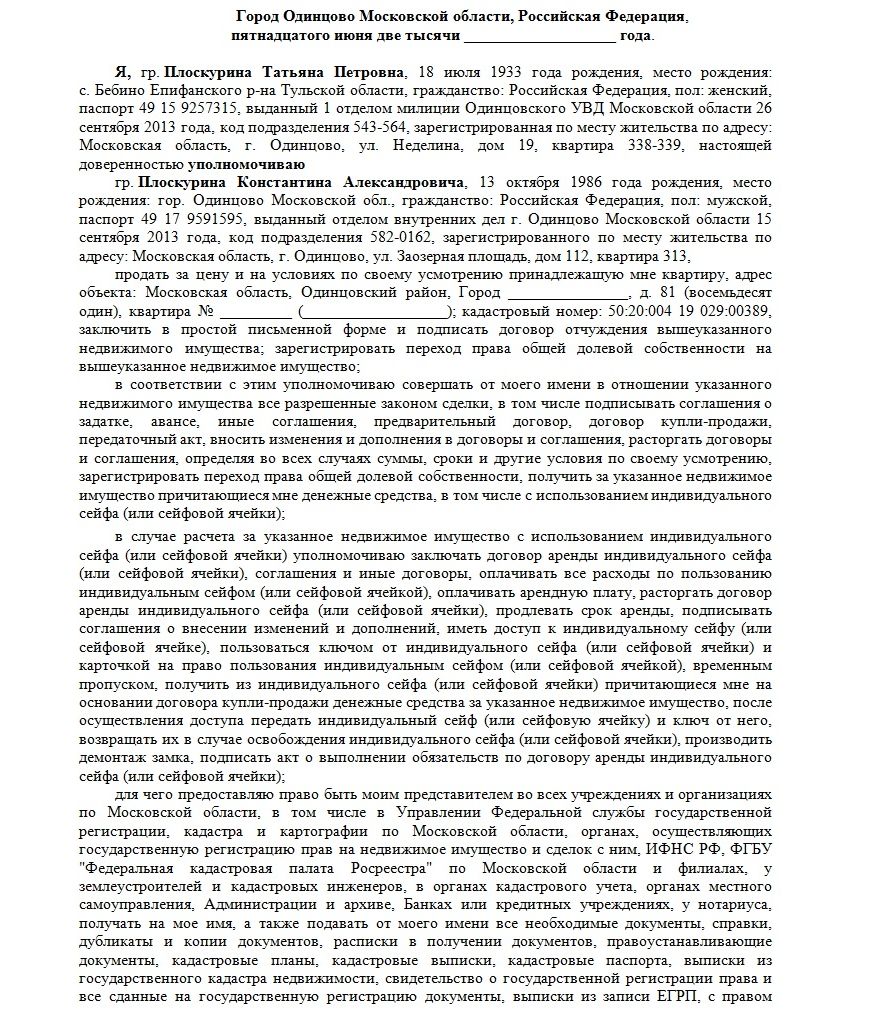 Город Одинцово Московской области, Российская Федерация,
пятнадцатого июня две тысячи ____________________ года.
Я, гр. Плоскурина Татьяна Петровна, 18 июля 1933 года рождения, место рождения:
с. Бебино Епифанского р-на Тульской области, гражданство: Российская Федерация, пол: женский,
паспорт 49 15 9257315, выданный 1 отделом милиции Одинцовского УВД Московской области 26
сентября 2013 года, код подразделения 543-564, зарегистрированная по месту жительства по адресу:
Московская область, г. Одинцово, ул. Неделина, дом 19, квартира 338-339, настоящей
доверенностью уполномочиваю
гр. Плоскурина Константина Александровича, 13 октября 1986 года рождения, место
рождения: гор. Одинцово Московской обл., гражданство: Российская Федерация, пол: мужской,
паспорт 49 17 9591595, выданный отделом внутренних дел г. Одинцово Московской области 15
сентября 2013 года, код подразделения 582-0162, зарегистрированного по месту жительства по
адресу: Московская область, г. Одинцово, ул. Заозерная площадь, дом 112, квартира 313,
продать за цену и на условиях по своему усмотрению принадлежащую мне квартиру, адрес
объекта: Московская область, Одинцовский район, Город ________________, д. 81 (восемьдесят
один), квартира № __________ (____________________); кадастровый номер: 50:20:004 19 029:00389,
заключить в простой письменной форме и подписать договор отчуждения вышеуказанного
недвижимого имущества; зарегистрировать переход права общей долевой собственности на
вышеуказанное недвижимое имущество;
в соответствии с этим уполномочиваю совершать от моего имени в отношении указанного
недвижимого имущества все разрешенные законом сделки, в том числе подписывать соглашения о
задатке, авансе, иные соглашения, предварительный договор, договор купли-продажи,
передаточный акт, вносить изменения и дополнения в договоры и соглашения, расторгать договоры
и соглашения, определяя во всех случаях суммы, сроки и другие условия по своему усмотрению,
зарегистрировать переход права общей долевой собственности, получить за указанное недвижимое
имущество причитающиеся мне денежные средства, в том числе с использованием индивидуального
сейфа (или сейфовой ячейки);
в случае расчета за указанное недвижимое имущество с использованием индивидуального
сейфа (или сейфовой ячейки) уполномочиваю заключать договор аренды индивидуального сейфа
(или сейфовой ячейки), соглашения и иные договоры, оплачивать все расходы по пользованию
индивидуальным сейфом (или сейфовой ячейкой), оплачивать арендную плату, расторгать договор
аренды индивидуального сейфа (или сейфовой ячейки), продлевать срок аренды, подписывать
соглашения о внесении изменений и дополнений, иметь доступ к индивидуальному сейфу (или
сейфовой ячейке), пользоваться ключом от индивидуального сейфа (или сейфовой ячейки) и
карточкой на право пользования индивидуальным сейфом (или сейфовой ячейкой), временным
пропуском, получить из индивидуального сейфа (или сейфовой ячейки) причитающиеся мне на
основании договора купли-продажи денежные средства за указанное недвижимое имущество, после
осуществления доступа передать индивидуальный сейф (или сейфовую ячейку) и ключ от него,
возвращать их в случае освобождения индивидуального сейфа (или сейфовой ячейки), производить
демонтаж замка, подписать акт о выполнении обязательств по договору аренды индивидуального
сейфа (или сейфовой ячейки);
для чего предоставляю право быть моим представителем во всех учреждениях и организациях
по Московской области, в том числе в Управлении Федеральной службы государственной
регистрации, кадастра и картографии по Московской области, органах, осуществляющих
государственную регистрацию прав на недвижимое имущество и сделок с ним, ИФНС РФ, ФГБУ
"Федеральная кадастровая палата Росреестра" по Московской области и филиалах, у
землеустроителей и кадастровых инженеров, в органах кадастрового учета, органах местного
самоуправления, Администрации и архиве, Банках или кредитных учреждениях, у нотариуса,
получать на мое имя, а также подавать от моего имени все необходимые документы, справки,
дубликаты и копии документов, расписки в получении документов, правоустанавливающие
документы, кадастровые планы, кадастровые выписки, кадастровые паспорта, выписки из
государственного кадастра недвижимости, свидетельство о государственной регистрации права и
все сданные на государственную регистрацию документы, выписки из записи ЕГРП, с правом